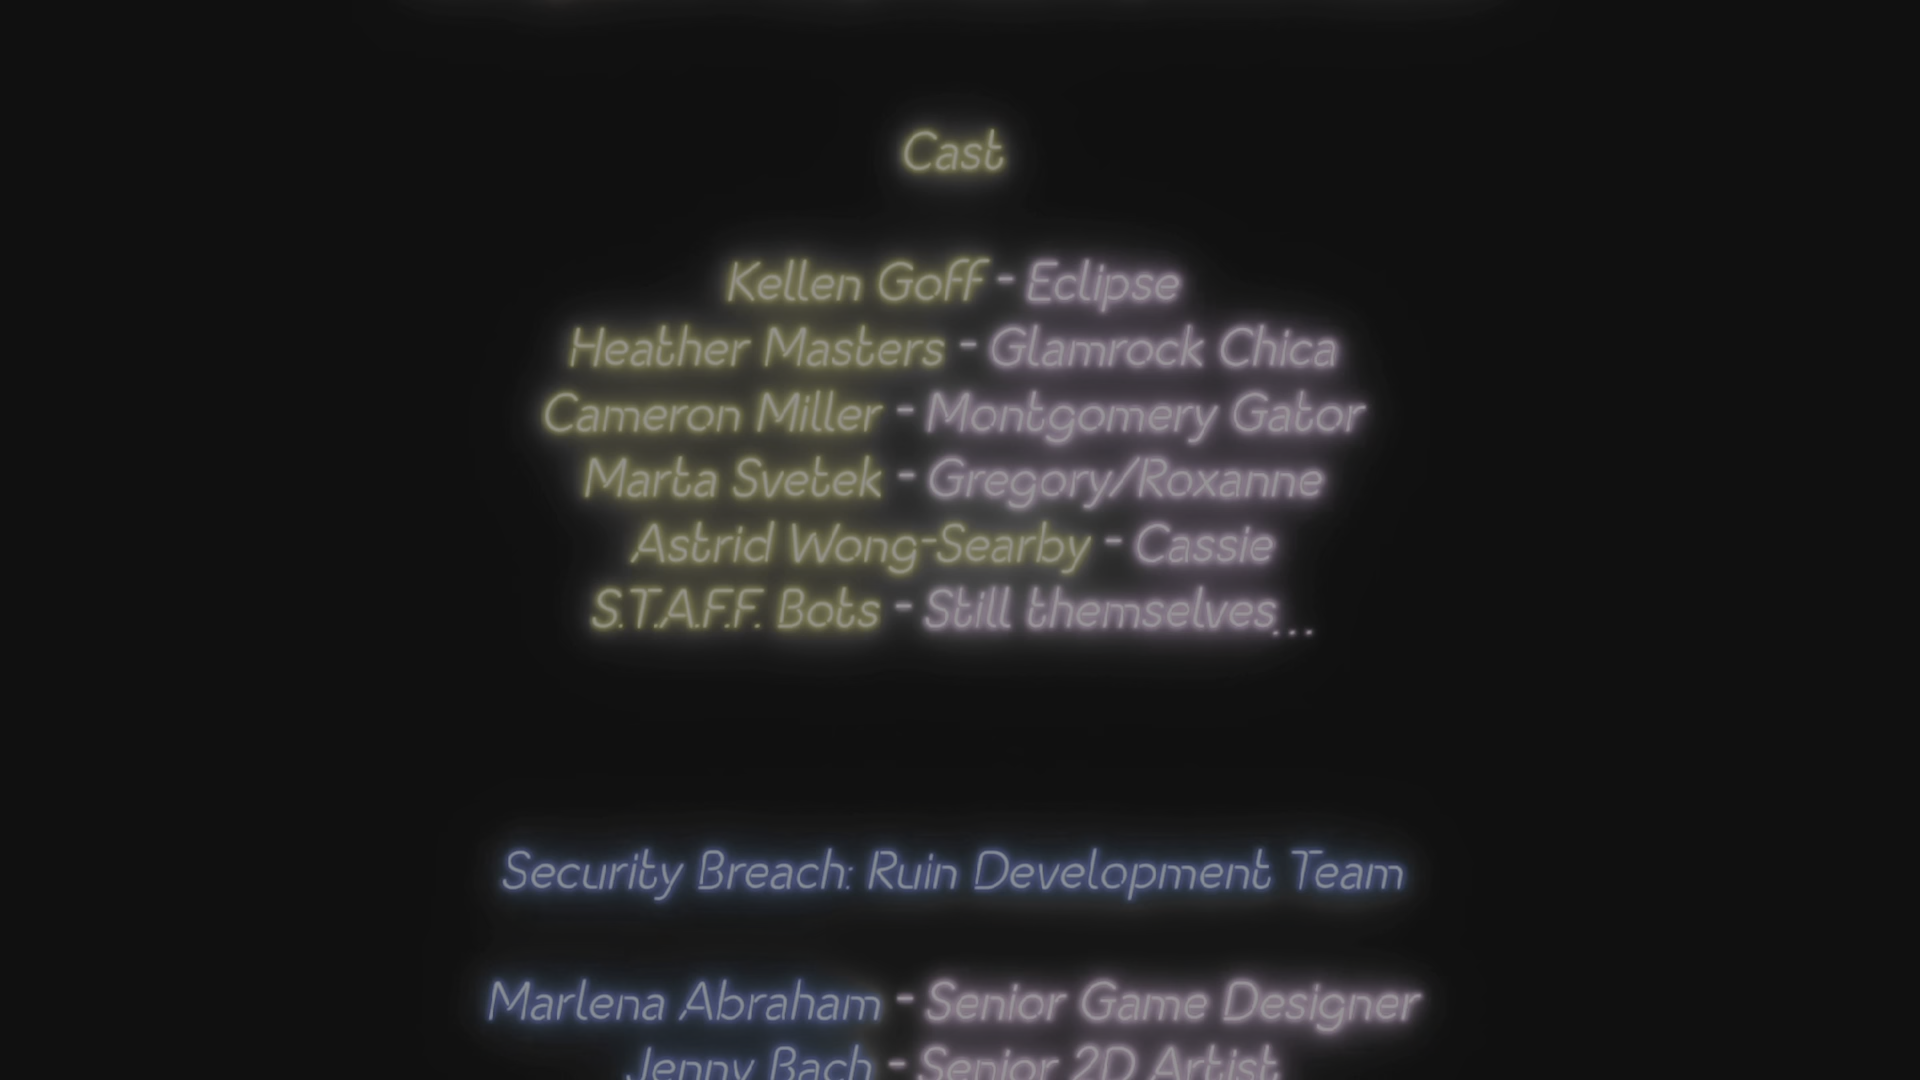 Cast
Kellen Goff - Eclipse
Heather Masters - Glamrock Chica
Cameron Miller - Montgomery Gator
Marta Svetek - Gregory/Roxanne
Astrid Wong-Searby - Cassie
S.T.A.F.F. Bots - Still themselves...
Security Breach: Ruin Development Team
Marlena Abraham - Senior Game Designer
Jenny Bach - Senior 2D Artist